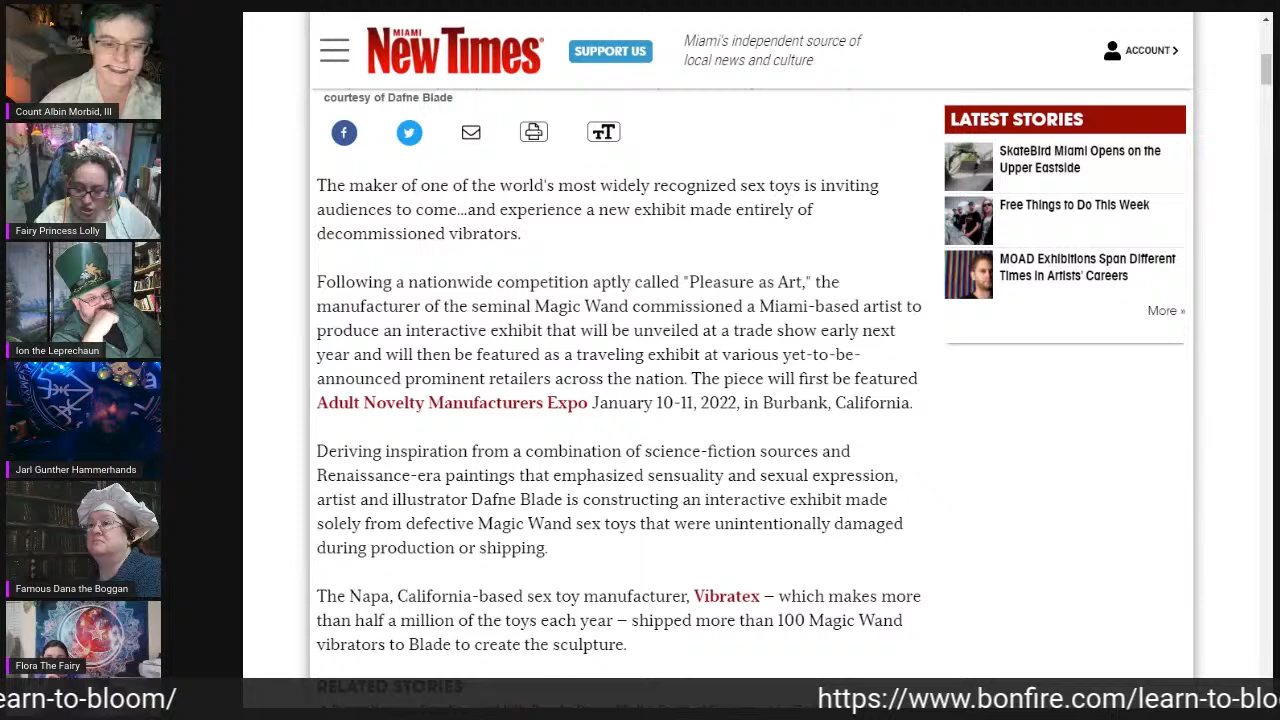 Count Albin Morbid, III
Fairy Princess Lolly
Ion the Leprechaun
Jarl Gunther Hammerhands
Famous Dana the Boggan
Flora The Fairy
MIAMI
New Times
SUPPORT US
Miami's independent source of
local news and culture
ACCOUNT
courtesy of Dafne Blade
The maker of one of the world's most widely recognized sex toys is inviting
audiences to come...and experience a new exhibit made entirely of
decommissioned vibrators.
Following a nationwide competition aptly called "Pleasure as Art," the
manufacturer of the seminal Magic Wand commissioned a Miami-based artist to
produce an interactive exhibit that will be unveiled at a trade show early next
year and will then be featured as a traveling exhibit at various yet-to-be-
announced prominent retailers across the nation. The piece will first be featured
Adult Novelty Manufacturers Expo January 10-11, 2022, in Burbank, California.
Deriving inspiration from a combination of science-fiction sources and
Renaissance-era paintings that emphasized sensuality and sexual expression,
artist and illustrator Dafne Blade is constructing an interactive exhibit made
solely from defective Magic Wand sex toys that were unintentionally damaged
during production or shipping.
The Napa, California-based sex toy manufacturer, Vibratex – which makes more
than half a million of the toys each year – shipped more than 100 Magic Wand
vibrators to Blade to create the sculpture.
RELATED STORIES
LATEST STORIES
SkateBird Miami Opens on the
Upper Eastside
Free Things to Do This Week
MOAD Exhibitions Span Different
Times in Artists' Careers
More »
earn-to-bloom/
https://www.bonfire.com/learn-to-blo